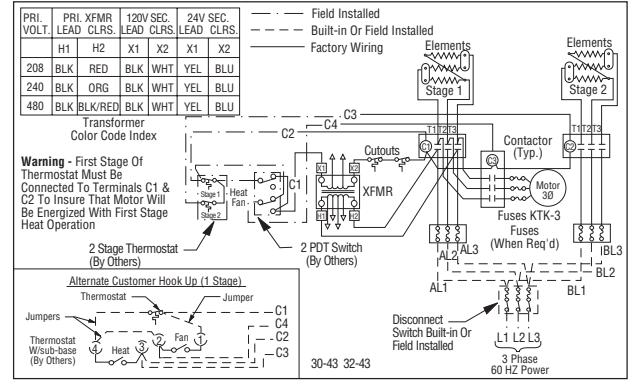 PRI. VOLT. | PRI. XFMR LEAD CLRS. | 120V SEC. LEAD CLRS. | 24V SEC. LEAD CLRS.
H1 H2 X1 X2 X1 X2
208 BLK RED BLK WHT YEL BLU
240 BLK ORG BLK WHT YEL BLU
480 BLK BLK/RED BLK WHT YEL BLU
Transformer
Color Code Index
Field Installed
Built-in Or Field Installed
Factory Wiring
Warning - First Stage Of
Thermostat Must Be
Connected To Terminals C1 &
C2 To Insure That Motor Will
Be Energized With First Stage
Heat Operation
C3
C4
C2
Elements
Stage 1
Elements
Stage 2
T1 T2 T3
C1
C3
T1 T2 T3
C2
Contactor
(Typ.)
Cutouts
X1 X2
XFMR
H1 H2
C1
Stage 1
Stage 2
Heat
Fan
2 Stage Thermostat
(By Others)
2 PDT Switch
(By Others)
Motor
3Ø
Fuses KTK-3
Fuses
(When Req'd)
AL3
AL2
AL1
BL3
BL2
BL1
Disconnect
Switch Built-in Or
Field Installed
L1 L2 L3
3 Phase
60 HZ Power
Alternate Customer Hook Up (1 Stage)
Thermostat
Jumper
Jumpers
C1
C4
C2
C3
Thermostat
W/sub-base
(By Others)
4
Heat
3
2
Fan
1
30-43 32-43